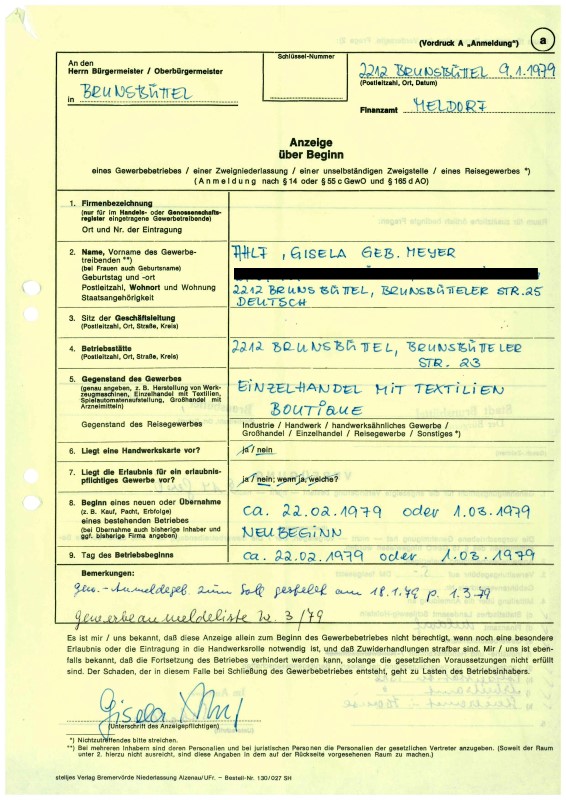 (Vordruck A „Anmeldung“) a
An den
Herrn Bürgermeister / Oberbürgermeister
in BRUNSBÜTTEL
Schlüssel-Nummer
2212 BRUNSBÜTTEL 9.1.1979
(Postleitzahl, Ort, Datum)
Finanzamt MELDORF
Anzeige
über Beginn
eines Gewerbebetriebes / einer Zweigniederlassung / einer unselbständigen Zweigstelle / eines Reisegewerbes *)
(Anmeldung nach § 14 oder § 55 c GewO und § 165 d AO)
1. Firmenbezeichnung
(nur für im Handels- oder Genossenschafts-
register eingetragene Gewerbetreibende)
Ort und Nr. der Eintragung
2. Name, Vorname des Gewerbe-
treibenden **)
(bei Frauen auch Geburtsname)
Geburtstag und -ort
Postleitzahl, Wohnort und Wohnung
Staatsangehörigkeit
AHLF, GISELA GEB. MEYER
2212 BRUNSBÜTTEL, BRUNSBÜTTELER STR. 25
DEUTSCH
3. Sitz der Geschäftsleitung
(Postleitzahl, Ort, Straße, Kreis)
4. Betriebsstätte
(Postleitzahl, Ort, Straße, Kreis)
2212 BRUNSBÜTTEL, BRUNSBÜTTELER
STR. 23
5. Gegenstand des Gewerbes
(genau angeben, z. B. Herstellung von Werk-
zeugmaschinen, Einzelhandel mit Textilien,
Spielautomatenaufstellung, Großhandel mit
Arzneimitteln)
EINZELHANDEL MIT TEXTILIEN
BOUTIQUE
Gegenstand des Reisegewerbes
Industrie / Handwerk / handwerksähnliches Gewerbe /
Großhandel / Einzelhandel / Reisegewerbe / Sonstiges *)
6. Liegt eine Handwerkskarte vor?
ja / nein
7. Liegt die Erlaubnis für ein erlaubnis-
pflichtiges Gewerbe vor?
ja / nein; wenn ja, welche?
8. Beginn eines neuen oder Übernahme
(z. B. Kauf, Pacht, Erbfolge)
eines bestehenden Betriebes
(bei Übernahme auch bisherige Inhaber und
ggf. bisherige Firma angeben)
ca. 22.02.1979 oder 1.03.1979
NEUBEGINN
9. Tag des Betriebsbeginns
ca. 22.02.1979 oder 1.03.1979
Bemerkungen:
Gew.-Anmeldegeb. zum Soll gestellt am 18.1.79 p. 1.3.79
Gewerbeanmeldeliste Nr. 3/79
Es ist mir / uns bekannt, daß diese Anzeige allein zum Beginn des Gewerbebetriebes nicht berechtigt, wenn noch eine besondere
Erlaubnis oder die Eintragung in die Handwerksrolle notwendig ist, und daß Zuwiderhandlungen strafbar sind. Mir / uns ist eben-
falls bekannt, daß die Fortsetzung des Betriebes verhindert werden kann, solange die gesetzlichen Voraussetzungen nicht erfüllt
sind. Der Schaden, der in diesem Falle bei Schließung des Gewerbebetriebes entsteht, geht zu Lasten des Betriebsinhabers.
Gisela Ahlf
(Unterschrift des Anzeigepflichtigen)
*) Nichtzutreffendes bitte streichen.
**) Bei mehreren Inhabern sind deren Personalien und bei juristischen Personen die Personalien der gesetzlichen Vertreter anzugeben. (Soweit der Raum
unter 2. hierzu nicht ausreicht, sind diese Angaben in dem auf der Rückseite vorgesehenen Raum zu machen.)
stelljes Verlag Bremervörde Niederlassung Alzenau/UFr. – Bestell-Nr. 130/027 SH